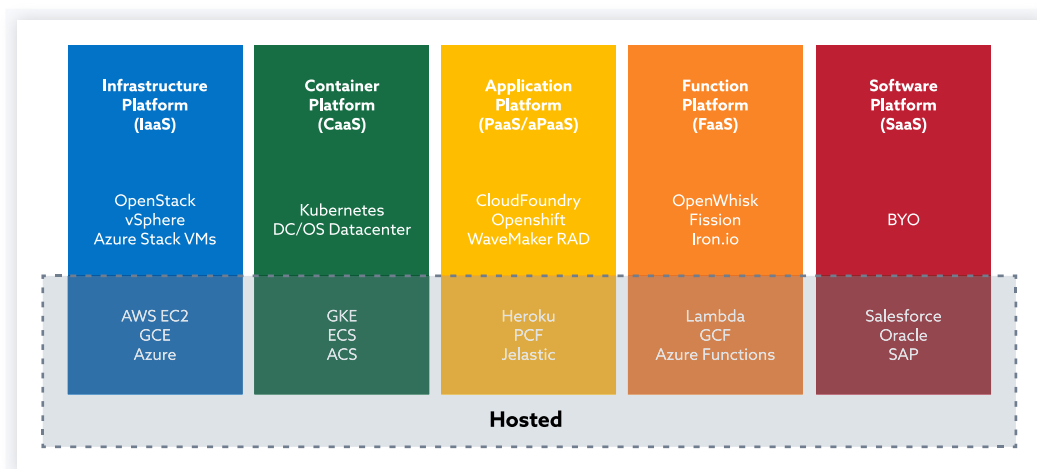 Infrastructure
Platform
(IaaS)
OpenStack
vSphere
Azure Stack VMs
AWS EC2
GCE
Azure
Container
Platform
(CaaS)
Kubernetes
DC/OS Datacenter
GKE
ECS
ACS
Application
Platform
(PaaS/aPaaS)
CloudFoundry
Openshift
WaveMaker RAD
Heroku
PCF
Jelastic
Function
Platform
(FaaS)
OpenWhisk
Fission
Iron.io
Lambda
GCF
Azure Functions
Software
Platform
(SaaS)
BYO
Salesforce
Oracle
SAP
Hosted